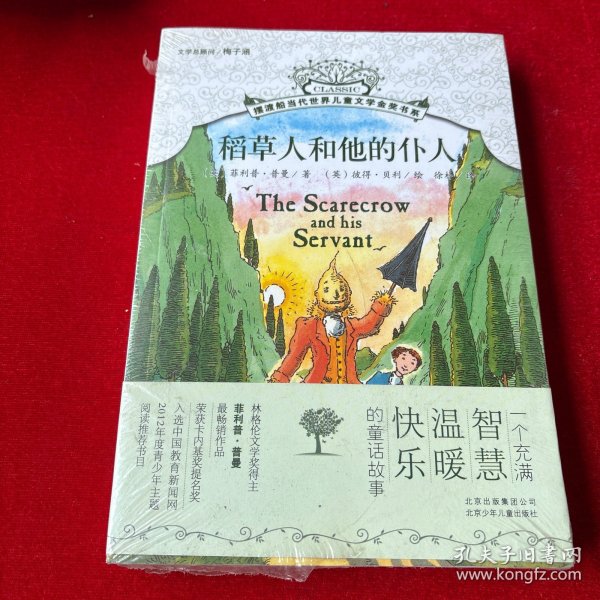 文学总顾问/梅子涵
CLASSIC
摆渡船当代世界儿童文学金奖书系
稻草人和他的仆人
菲利普·普曼/著 (英)彼得·贝利/绘 徐
The Scarecrow
and his
Servant
一个充满
智慧
温暖
快乐
的童话故事
林格伦文学奖得主
菲利普·普曼
最畅销作品
荣获卡内基奖提名奖
入选中国教育新闻网
2012年度青少年主题
阅读推荐书目
北京出版集团公司
北京少年儿童出版社
孔夫子旧书网
www.kongfz.com